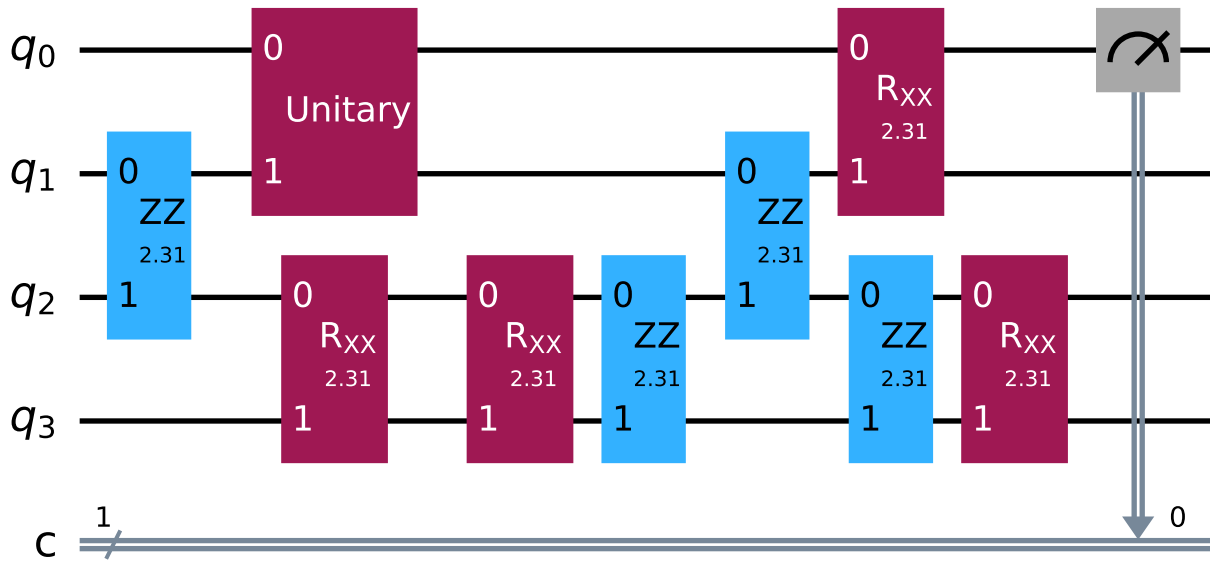 q0 0 0
Unitary RXX
2.31
q1 0 1 0 1
ZZ ZZ
2.31 2.31
q2 1 0 0 0 1 0 0
RXX RXX ZZ ZZ RXX
2.31 2.31 2.31 2.31 2.31
q3 1 1 1 1 1
1 0
c